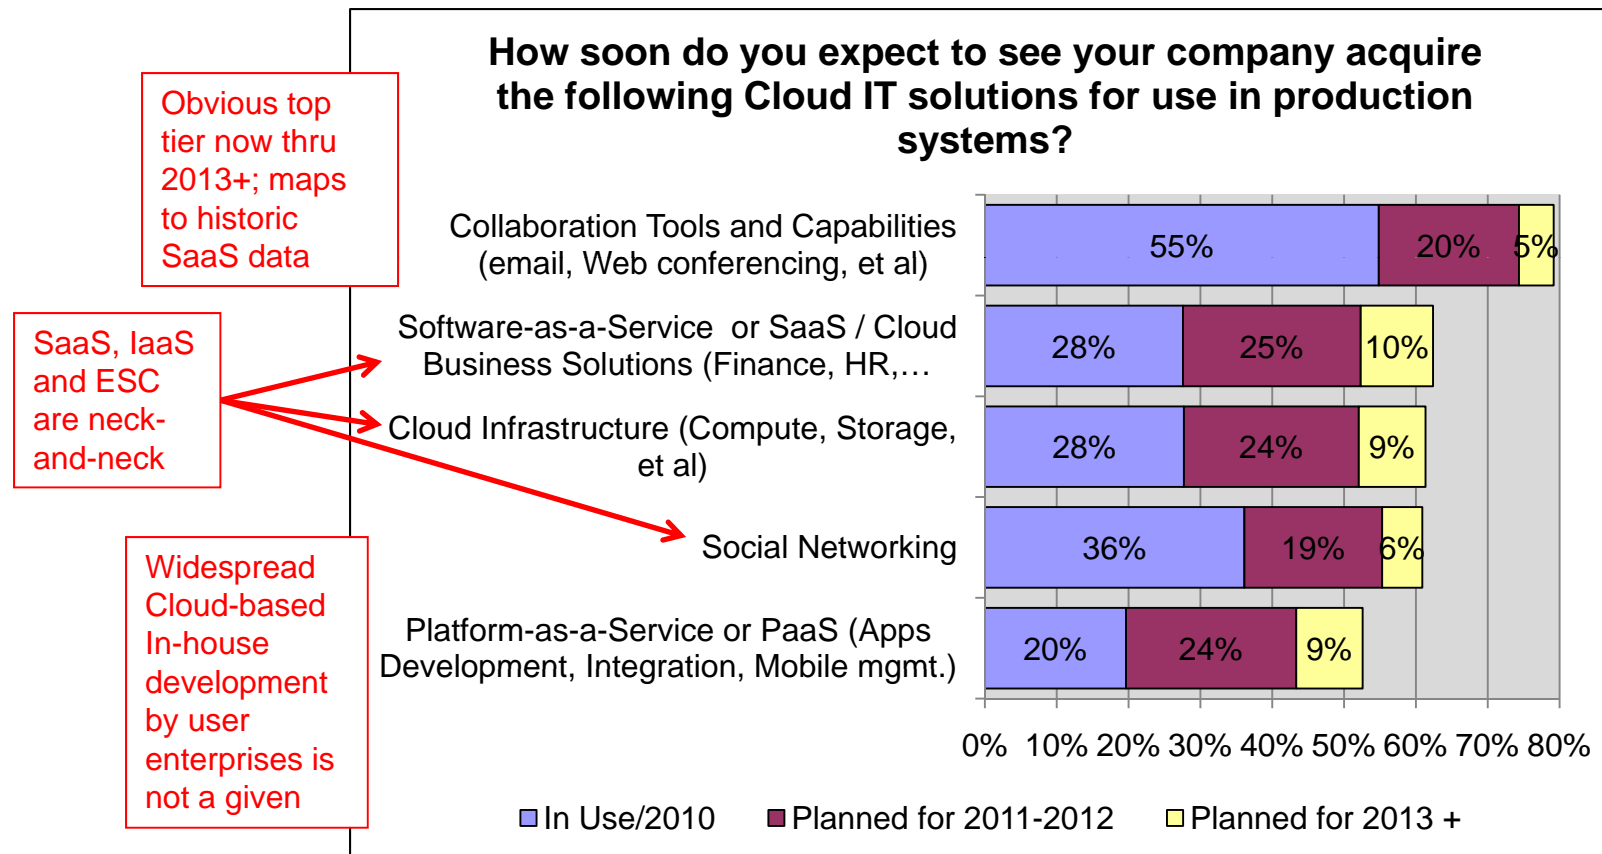 How soon do you expect to see your company acquire
the following Cloud IT solutions for use in production
systems?
Obvious top
tier now thru
2013+; maps
to historic
SaaS data
SaaS, IaaS
and ESC
are neck-
and-neck
Widespread
Cloud-based
In-house
development
by user
enterprises is
not a given
Collaboration Tools and Capabilities
(email, Web conferencing, et al)
55% 20% 5%
Software-as-a-Service or SaaS / Cloud
Business Solutions (Finance, HR,…
28% 25% 10%
Cloud Infrastructure (Compute, Storage,
et al)
28% 24% 9%
Social Networking
36% 19% 6%
Platform-as-a-Service or PaaS (Apps
Development, Integration, Mobile mgmt.)
20% 24% 9%
0% 10% 20% 30% 40% 50% 60% 70% 80%
In Use/2010 Planned for 2011-2012 Planned for 2013 +